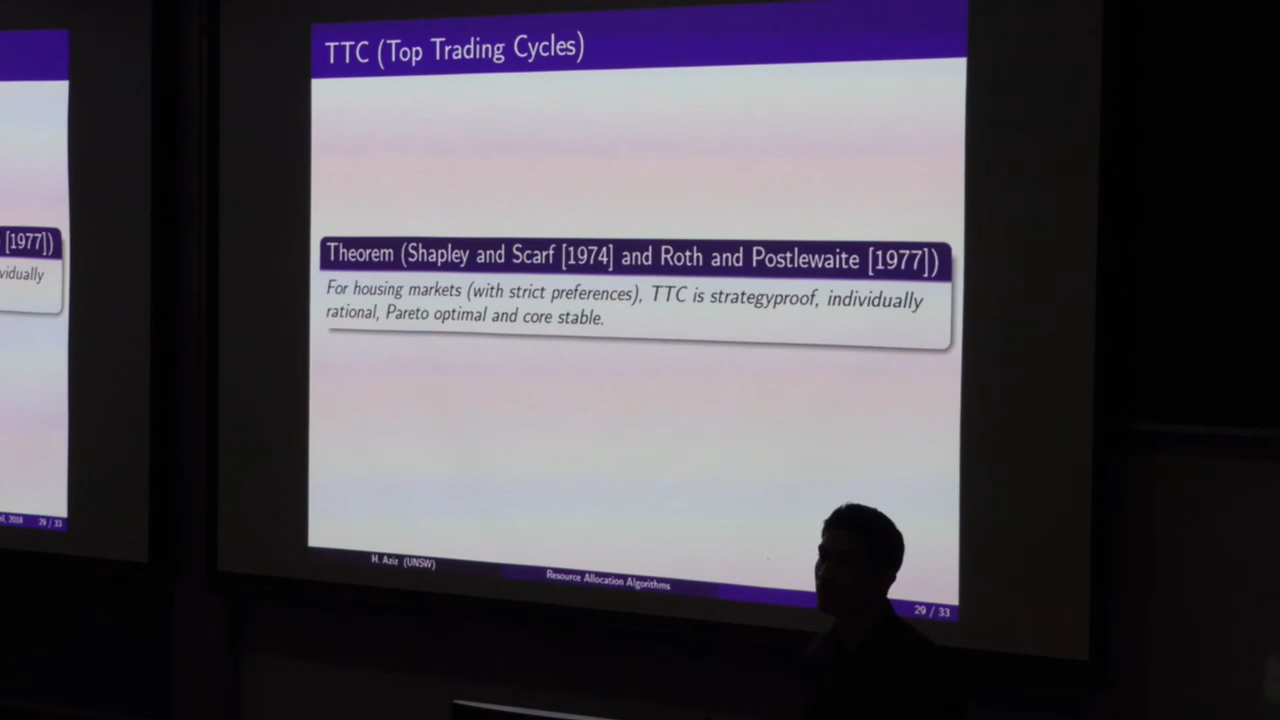 TTC (Top Trading Cycles)
Theorem (Shapley and Scarf [1974] and Roth and Postlewaite [1977])
For housing markets (with strict preferences), TTC is strategyproof, individually
rational, Pareto optimal and core stable.
H. Aziz (UNSW)
Resource Allocation Algorithms
29 / 33
[1977])
vidually
2018 29 / 33